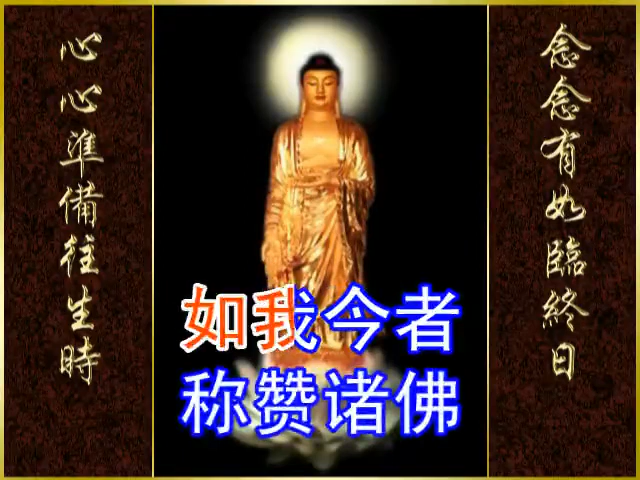 念念有如臨終日
心心準備往生時
如我今者
称赞诸佛